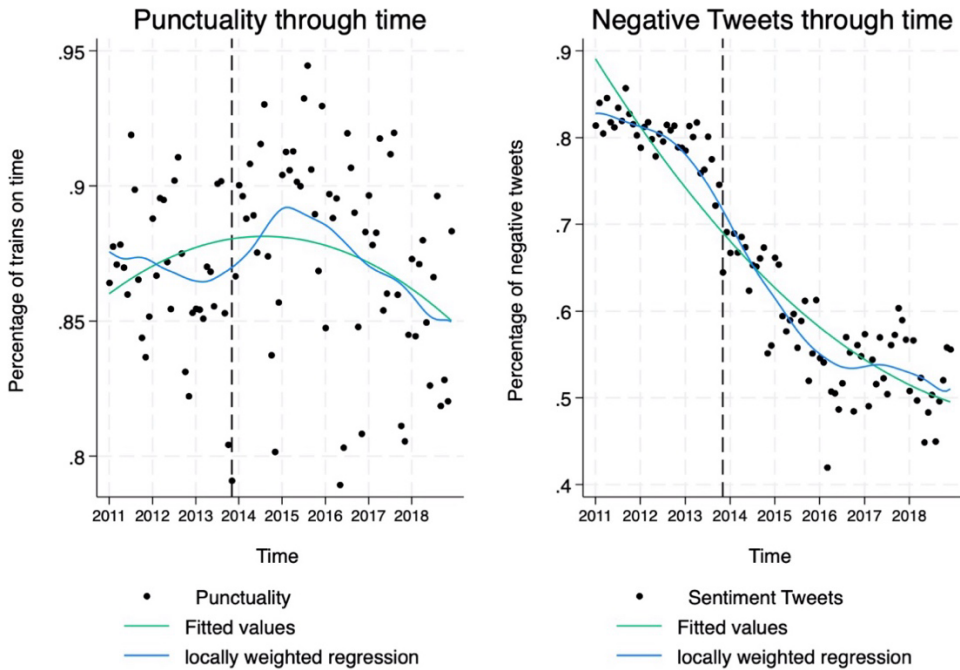 Punctuality through time
Percentage of trains on time
.95
.9
.85
.8
2011 2012 2013 2014 2015 2016 2017 2018
Time
Punctuality
Fitted values
locally weighted regression
Negative Tweets through time
Percentage of negative tweets
.9
.8
.7
.6
.5
.4
2011 2012 2013 2014 2015 2016 2017 2018
Time
Sentiment Tweets
Fitted values
locally weighted regression